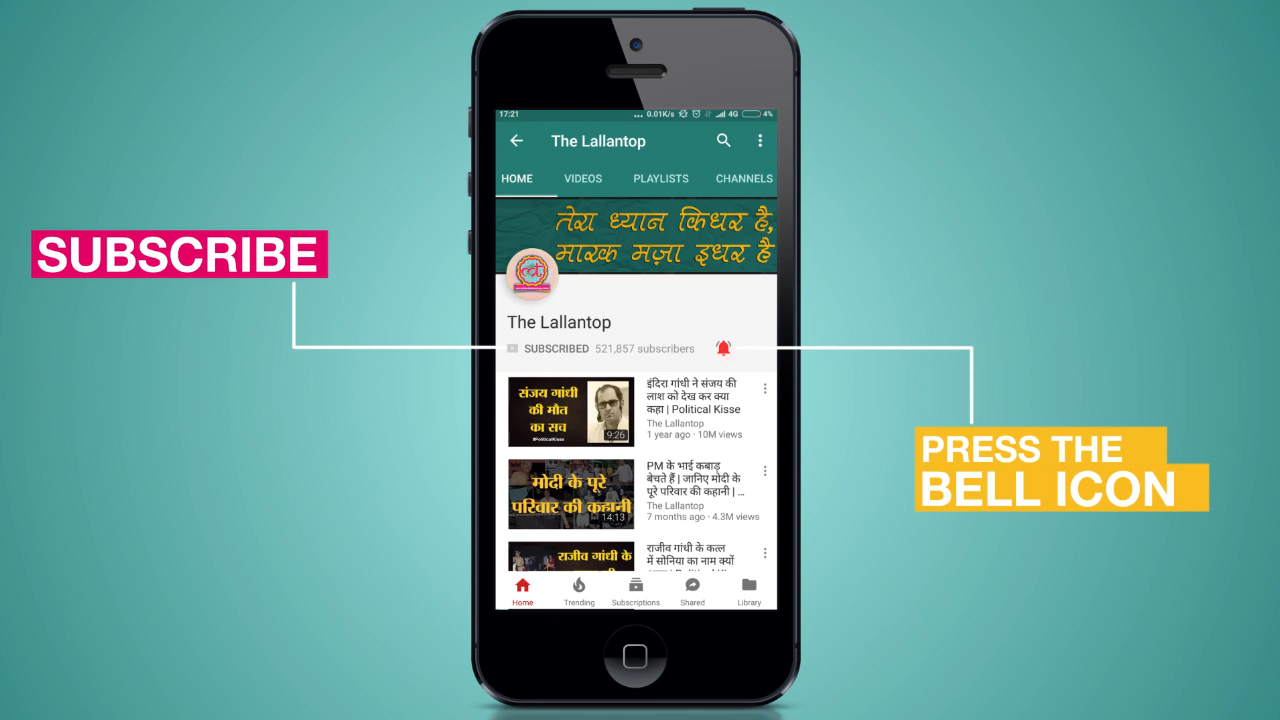 17:21 ... 0.01K/s 4G 4%
The Lallantop
HOME VIDEOS PLAYLISTS CHANNELS
तेरा ध्यान किधर है,
मारक मज़ा इधर है
SUBSCRIBE
The Lallantop
SUBSCRIBED 521,857 subscribers
संजय गांधी
की मौत
का सच
#PoliticalKisse
9:26
इंदिरा गांधी ने संजय की
लाश को देख कर क्या
कहा | Political Kisse
The Lallantop
1 year ago · 10M views
PRESS THE
BELL ICON
मोदी के पूरे
परिवार की कहानी
14:13
PM के भाई कबाड़
बेचते हैं | जानिए मोदी के
पूरे परिवार की कहानी | ...
The Lallantop
7 months ago · 4.3M views
राजीव गांधी के
राजीव गांधी के कत्ल
में सोनिया का नाम क्यों
Home Trending Subscriptions Shared Library